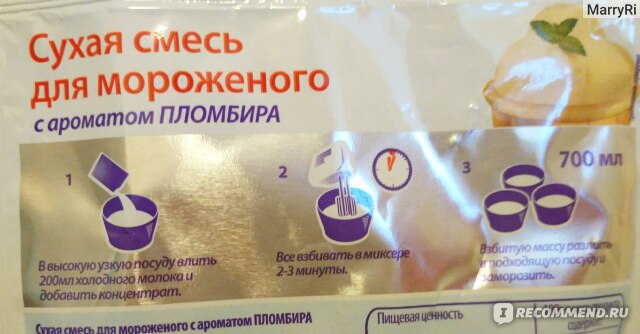 MarryRi
Сухая смесь
для мороженого
с ароматом ПЛОМБИРА
1
В высокую узкую посуду влить
200мл холодного молока и
добавить концентрат.
2
Все взбивать в миксере
2-3 минуты.
3
700 мл
Взбитую массу разлить
в подходящую посуду и
заморозить.
Сухая смесь для мороженого с ароматом ПЛОМБИРА
Пищевая ценность
I RECOMMEND.RU